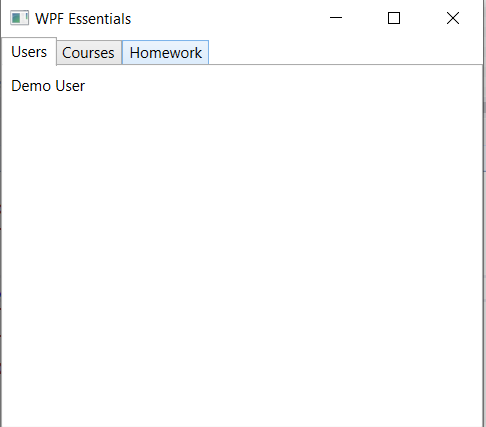 WPF Essentials
Users Courses Homework
Demo User